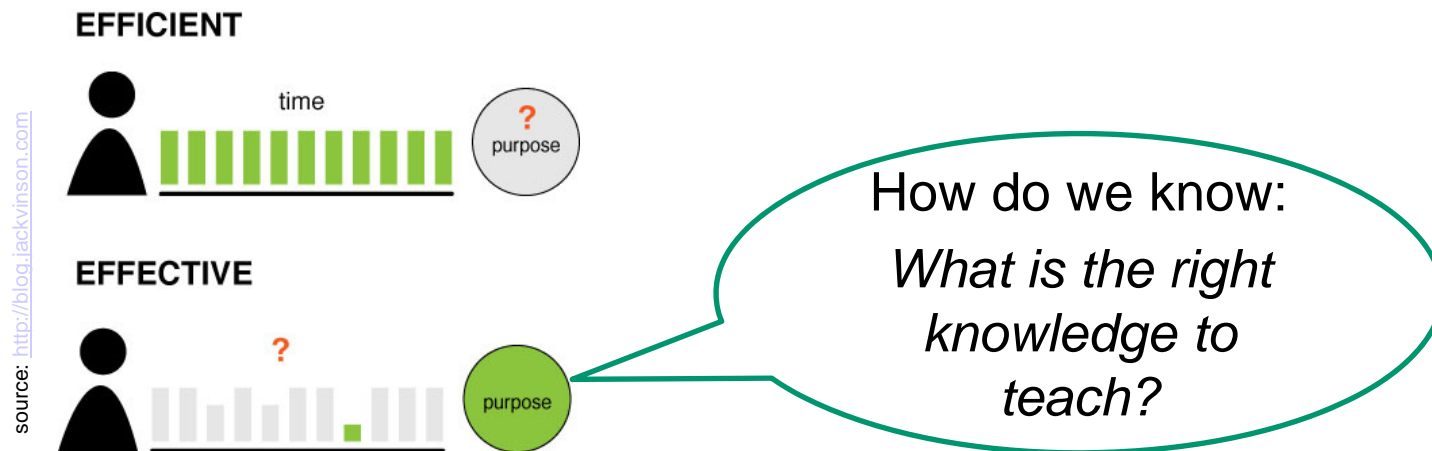 EFFICIENT
time
?
purpose
EFFECTIVE
?
purpose
How do we know:
What is the right
knowledge to
teach?
source: http://blog.jackvinson.com